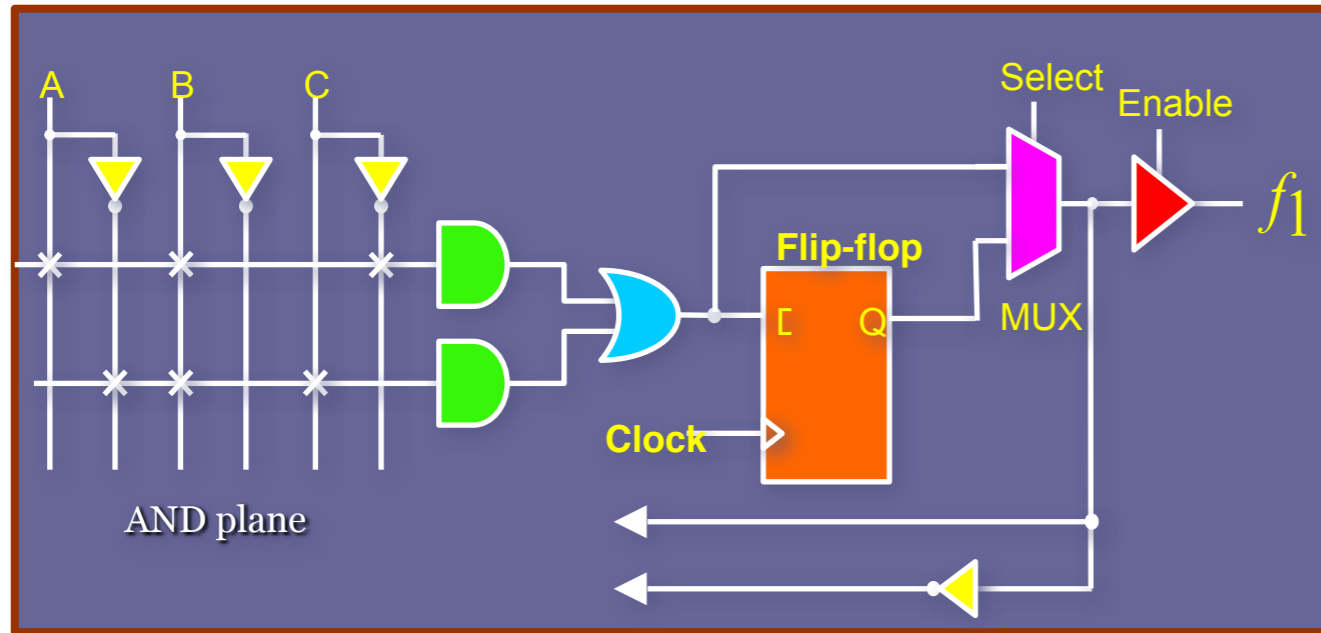 A B C
Select
Enable
f1
Flip-flop
D Q
MUX
Clock
AND plane